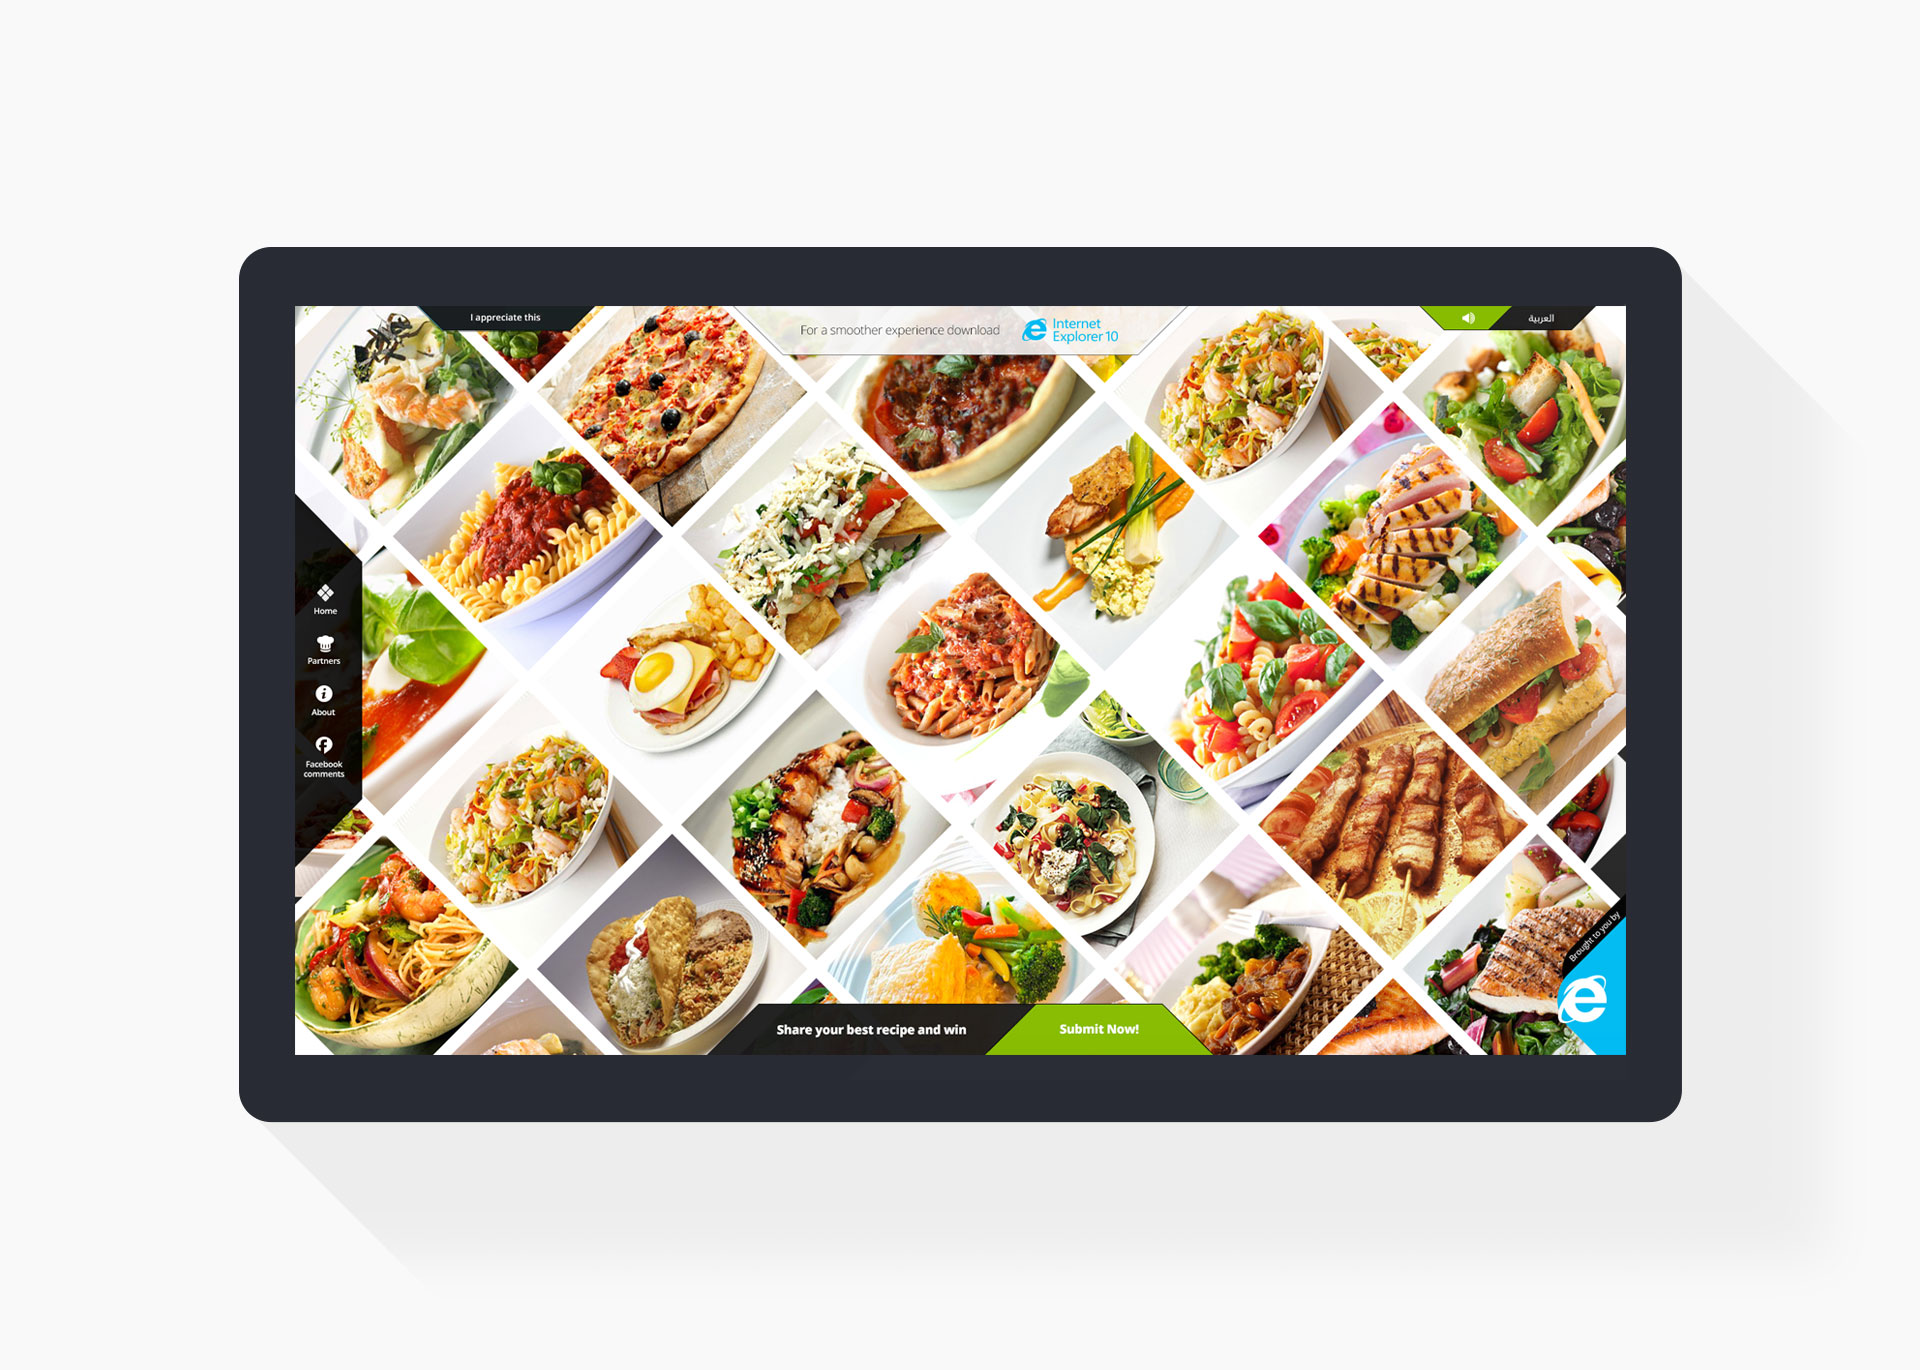 I appreciate this
For a smoother experience download
Internet
Explorer 10
العربية
Home
Partners
About
Facebook
comments
Share your best recipe and win
Submit Now!
Brought to you by